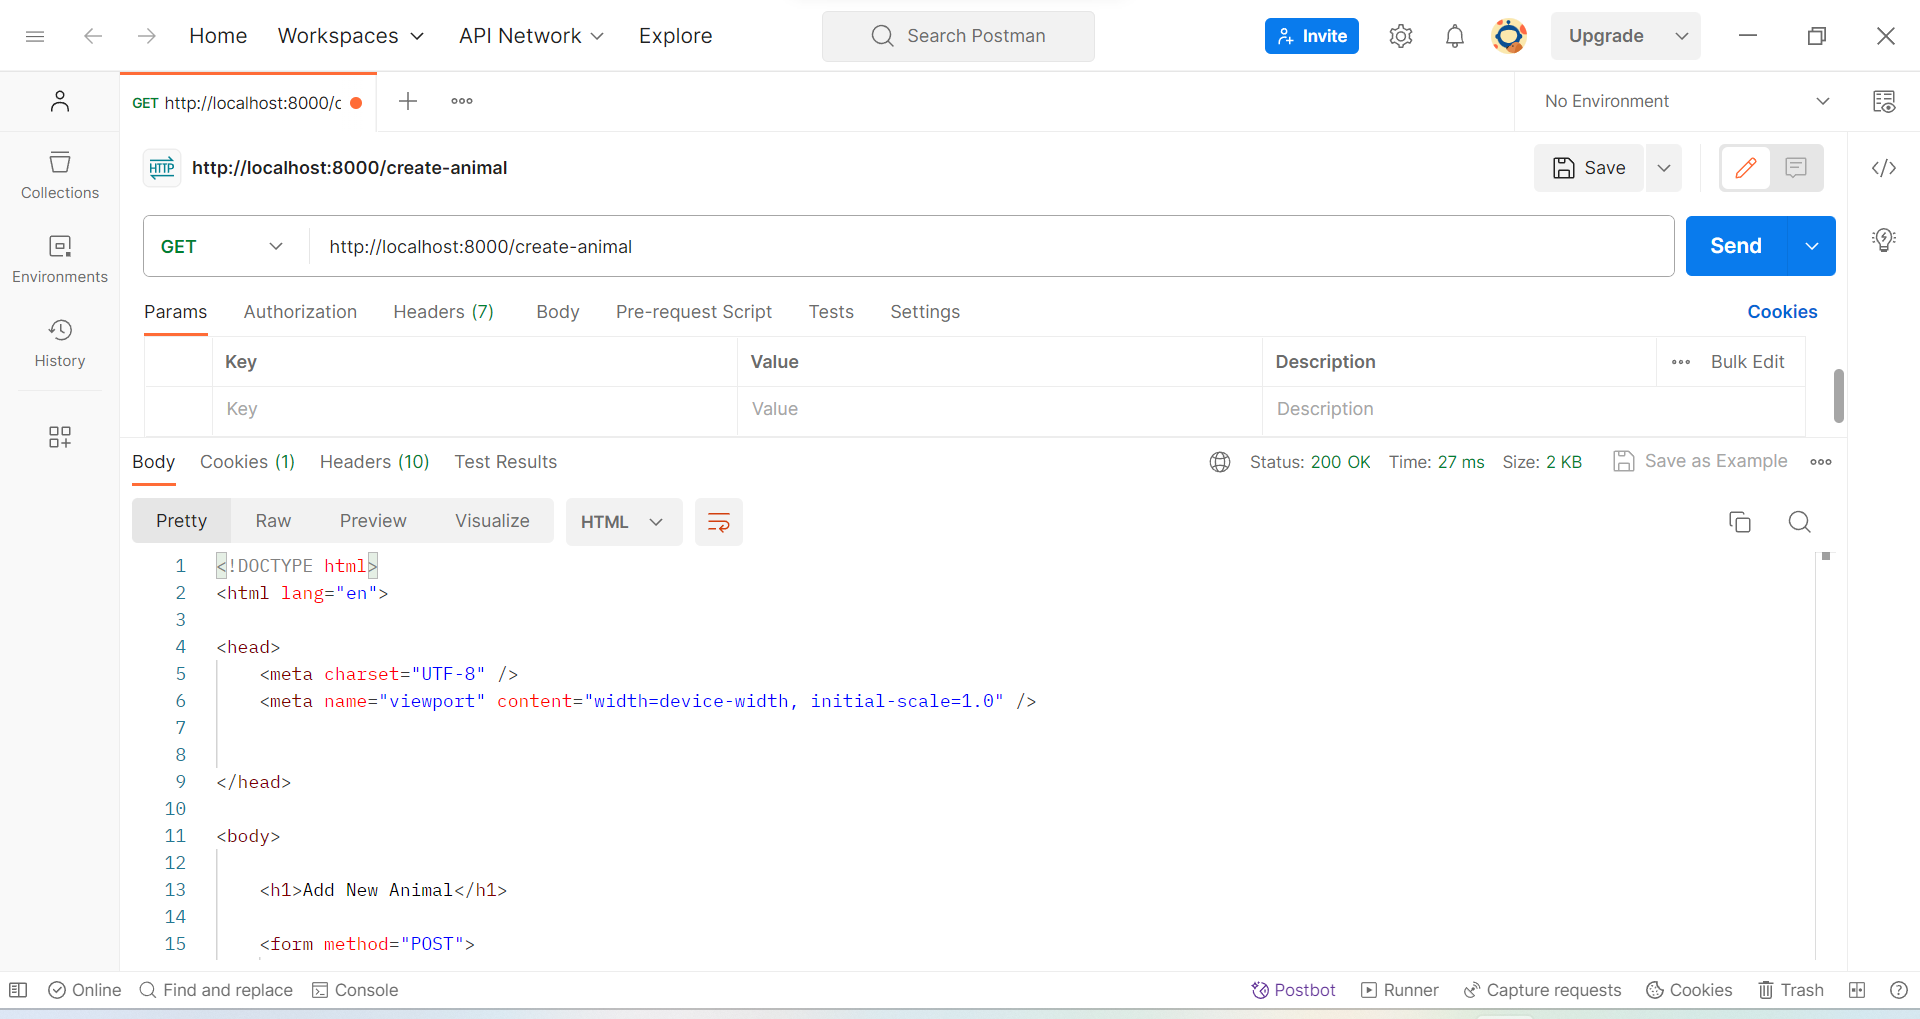 Home Workspaces API Network Explore Search Postman Invite Upgrade
GET http://localhost:8000/c No Environment
HTTP http://localhost:8000/create-animal Save
Collections
GET http://localhost:8000/create-animal Send
Environments
Params Authorization Headers (7) Body Pre-request Script Tests Settings Cookies
History
Key Value Description Bulk Edit
Key Value Description
Body Cookies (1) Headers (10) Test Results Status: 200 OK Time: 27 ms Size: 2 KB Save as Example
Pretty Raw Preview Visualize HTML
1 <!DOCTYPE html>
2 <html lang="en">
3
4 <head>
5 <meta charset="UTF-8" />
6 <meta name="viewport" content="width=device-width, initial-scale=1.0" />
7
8
9 </head>
10
11 <body>
12
13 <h1>Add New Animal</h1>
14
15 <form method="POST">
Online Find and replace Console Postbot Runner Capture requests Cookies Trash